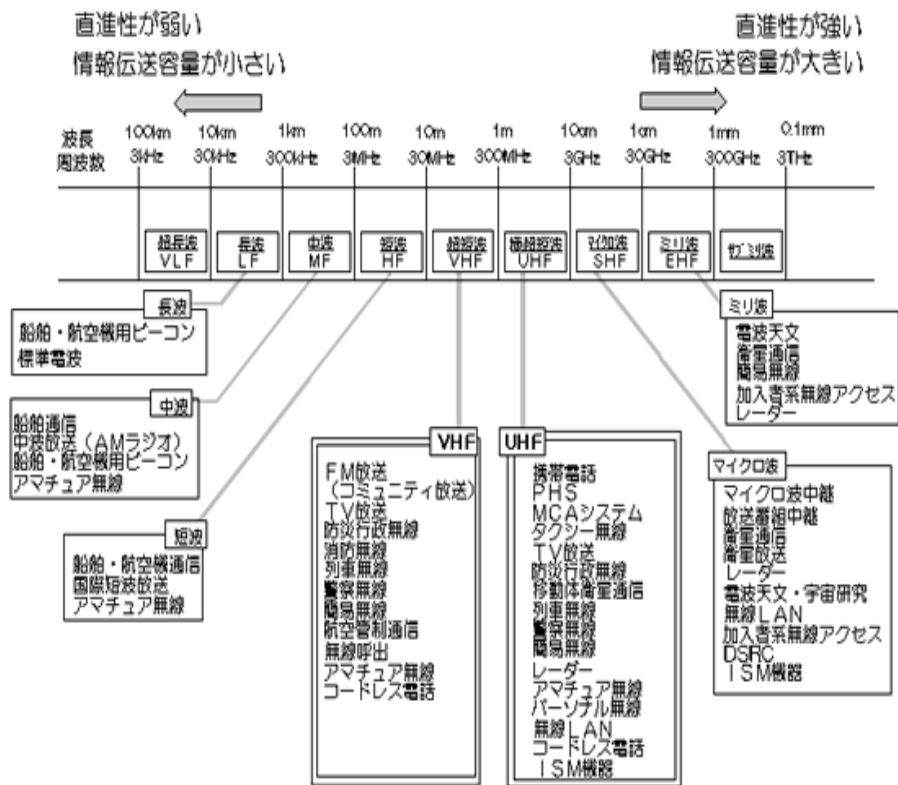 直進性が弱い
情報伝送容量が小さい
直進性が強い
情報伝送容量が大きい
波長 100km 10km 1km 100m 10m 1m 10cm 1cm 1mm 0.1mm
周波数 3kHz 30kHz 300kHz 3MHz 30MHz 300MHz 3GHz 30GHz 300GHz 3THz
超長波 長波 中波 短波 超短波 極超短波 マイクロ波 ミリ波 サブミリ波
VLF LF MF HF VHF UHF SHF EHF
長波
船舶・航空機用ビーコン
標準電波
中波
船舶通信
中波放送（AMラジオ）
船舶・航空機用ビーコン
アマチュア無線
短波
船舶・航空機通信
国際短波放送
アマチュア無線
VHF
FM放送
（コミュニティ放送）
TV放送
防災行政無線
消防無線
列車無線
警察無線
簡易無線
航空管制通信
無線呼出
アマチュア無線
コードレス電話
UHF
携帯電話
PHS
MCAシステム
タクシー無線
TV放送
防災行政無線
移動体衛星通信
列車無線
警察無線
簡易無線
レーダー
アマチュア無線
パーソナル無線
無線LAN
コードレス電話
ISM機器
マイクロ波
マイクロ波中継
放送番組中継
衛星通信
衛星放送
レーダー
電波天文・宇宙研究
無線LAN
加入者系無線アクセス
DSRC
ISM機器
ミリ波
電波天文
衛星通信
簡易無線
加入者系無線アクセス
レーダー